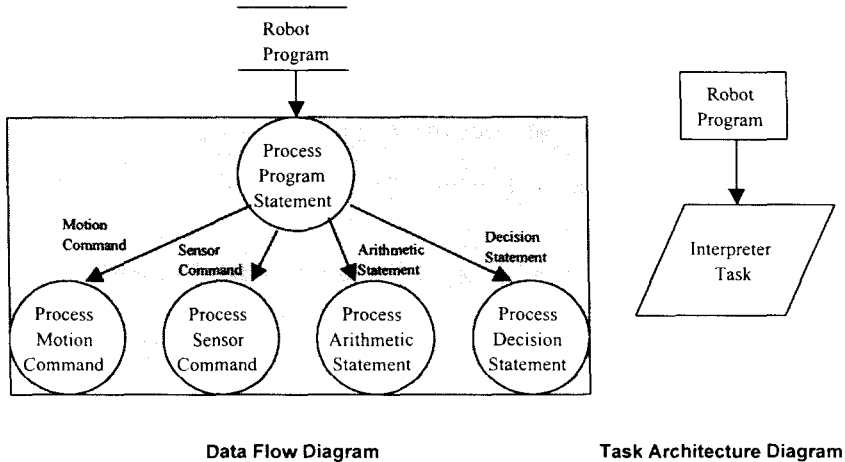 Robot
Program
Process
Program
Statement
Motion
Command
Sensor
Command
Arithmetic
Statement
Decision
Statement
Process
Motion
Command
Process
Sensor
Command
Process
Arithmetic
Statement
Process
Decision
Statement
Data Flow Diagram
Robot
Program
Interpreter
Task
Task Architecture Diagram